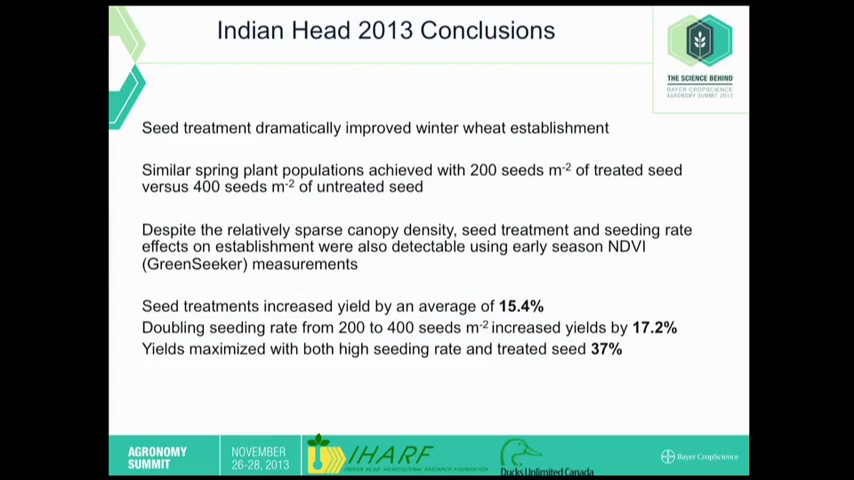 Indian Head 2013 Conclusions
THE SCIENCE BEHIND
BAYER CROPSCIENCE
AGRONOMY SUMMIT 2013
Seed treatment dramatically improved winter wheat establishment
Similar spring plant populations achieved with 200 seeds m-2 of treated seed
versus 400 seeds m-2 of untreated seed
Despite the relatively sparse canopy density, seed treatment and seeding rate
effects on establishment were also detectable using early season NDVI
(GreenSeeker) measurements
Seed treatments increased yield by an average of 15.4%
Doubling seeding rate from 200 to 400 seeds m-2 increased yields by 17.2%
Yields maximized with both high seeding rate and treated seed 37%
AGRONOMY
SUMMIT
NOVEMBER
26-28, 2013
IHARF
INDIAN HEAD AGRICULTURAL RESEARCH FOUNDATION
Ducks Unlimited Canada
Bayer CropScience